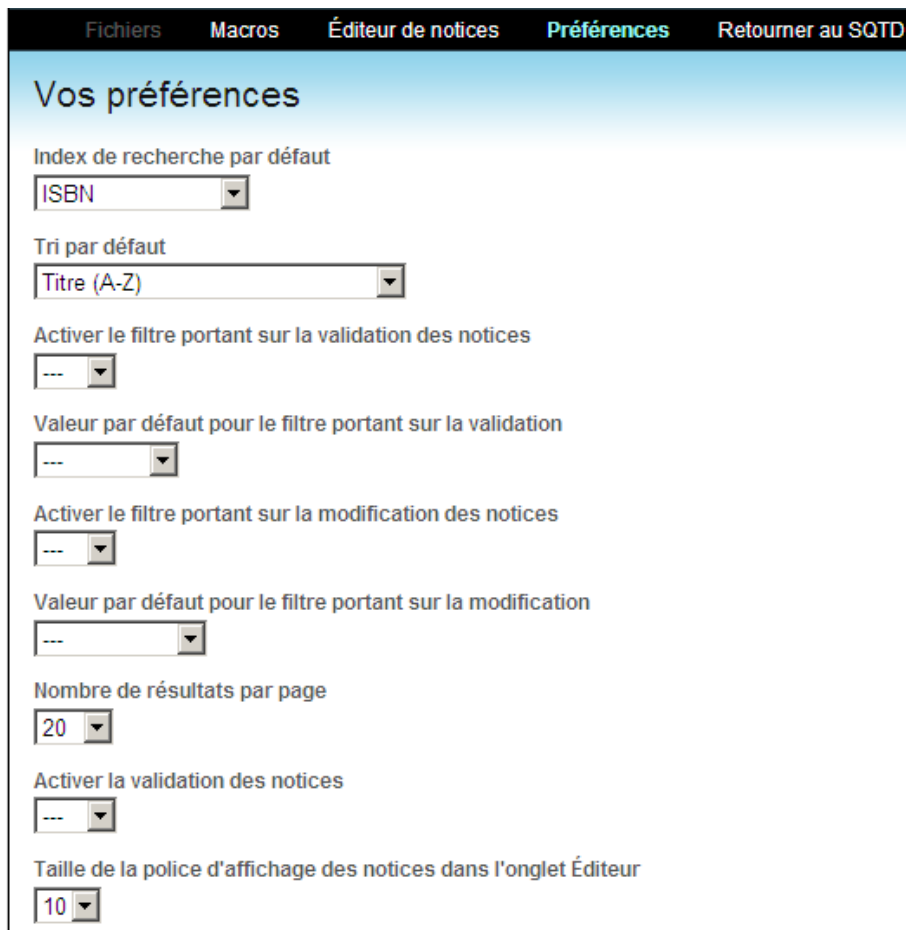 Fichiers Macros Éditeur de notices Préférences Retourner au SQTD
Vos préférences
Index de recherche par défaut
ISBN
Tri par défaut
Titre (A-Z)
Activer le filtre portant sur la validation des notices
---
Valeur par défaut pour le filtre portant sur la validation
---
Activer le filtre portant sur la modification des notices
---
Valeur par défaut pour le filtre portant sur la modification
---
Nombre de résultats par page
20
Activer la validation des notices
---
Taille de la police d'affichage des notices dans l'onglet Éditeur
10